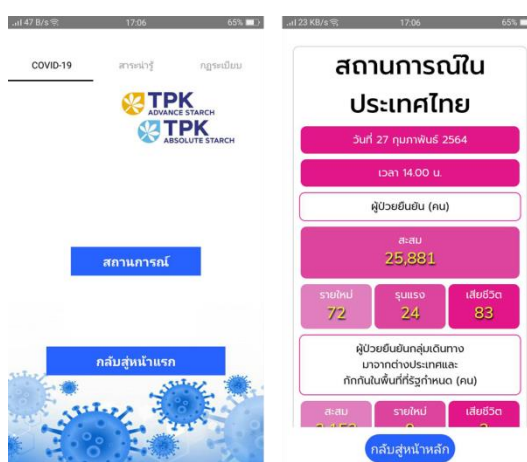 47 B/s
17:06
65%
COVID-19
สาระน่ารู้
กฎระเบียบ
TPK
ADVANCE STARCH
TPK
ABSOLUTE STARCH
สถานการณ์
กลับสู่หน้าแรก
23 KB/s
17:06
65%
สถานการณ์ใน
ประเทศไทย
วันที่ 27 กุมภาพันธ์ 2564
เวลา 14.00 น.
ผู้ป่วยยืนยัน (คน)
สะสม
25,881
รายใหม่
72
รุนแรง
24
เสียชีวิต
83
ผู้ป่วยยืนยันกลุ่มเดินทาง
มาจากต่างประเทศและ
กักกันในพื้นที่ที่รัฐกำหนด (คน)
สะสม
รายใหม่
เสียชีวิต
กลับสู่หน้าหลัก